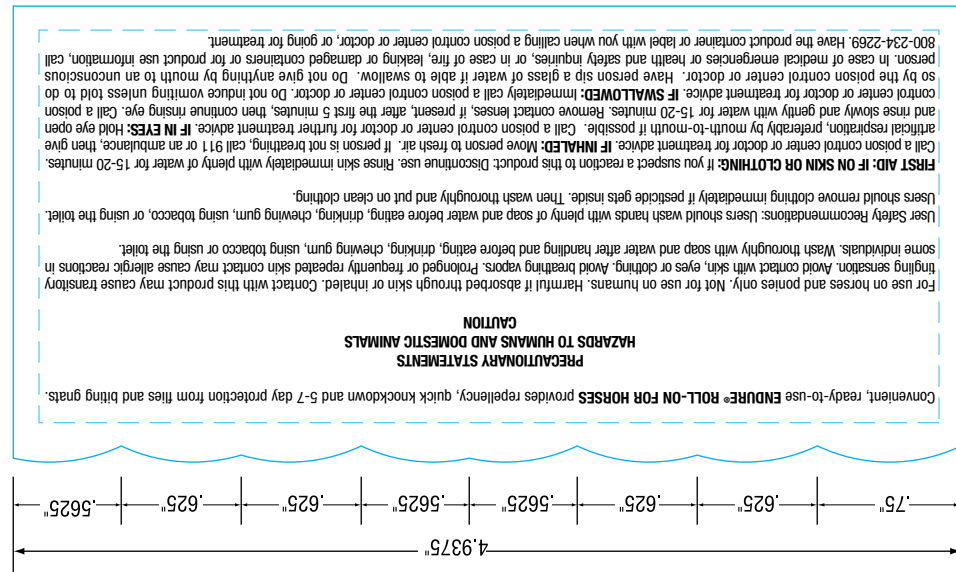 4.9375"
.75" .625" .625" .5625" .5625" .625" .625" .5625"
Convenient, ready-to-use ENDURE® ROLL-ON FOR HORSES provides repellency, quick knockdown and 5-7 day protection from flies and biting gnats.
PRECAUTIONARY STATEMENTS
HAZARDS TO HUMANS AND DOMESTIC ANIMALS
CAUTION
For use on horses and ponies only. Not for use on humans. Harmful if absorbed through skin or inhaled. Contact with this product may cause transitory
tingling sensation. Avoid contact with skin, eyes or clothing. Avoid breathing vapors. Prolonged or frequently repeated skin contact may cause allergic reactions in
some individuals. Wash thoroughly with soap and water after handling and before eating, drinking, chewing gum, using tobacco or using the toilet.
User Safety Recommendations: Users should wash hands with plenty of soap and water before eating, drinking, chewing gum, using tobacco, or using the toilet.
Users should remove clothing immediately if pesticide gets inside. Then wash thoroughly and put on clean clothing.
FIRST AID: IF ON SKIN OR CLOTHING: If you suspect a reaction to this product: Discontinue use. Rinse skin immediately with plenty of water for 15-20 minutes.
Call a poison control center or doctor for treatment advice. IF INHALED: Move person to fresh air. If person is not breathing, call 911 or an ambulance, then give
artificial respiration, preferably by mouth-to-mouth if possible. Call a poison control center or doctor for further treatment advice. IF IN EYES: Hold eye open
and rinse slowly and gently with water for 15-20 minutes. Remove contact lenses, if present, after the first 5 minutes, then continue rinsing eye. Call a poison
control center or doctor for treatment advice. IF SWALLOWED: Immediately call a poison control center or doctor. Do not induce vomiting unless told to do
so by the poison control center or doctor. Have person sip a glass of water if able to swallow. Do not give anything by mouth to an unconscious
person. In case of medical emergencies or health and safety inquiries, or in case of fire, leaking or damaged containers or for product use information, call
800-234-2269. Have the product container or label with you when calling a poison control center or doctor, or going for treatment.